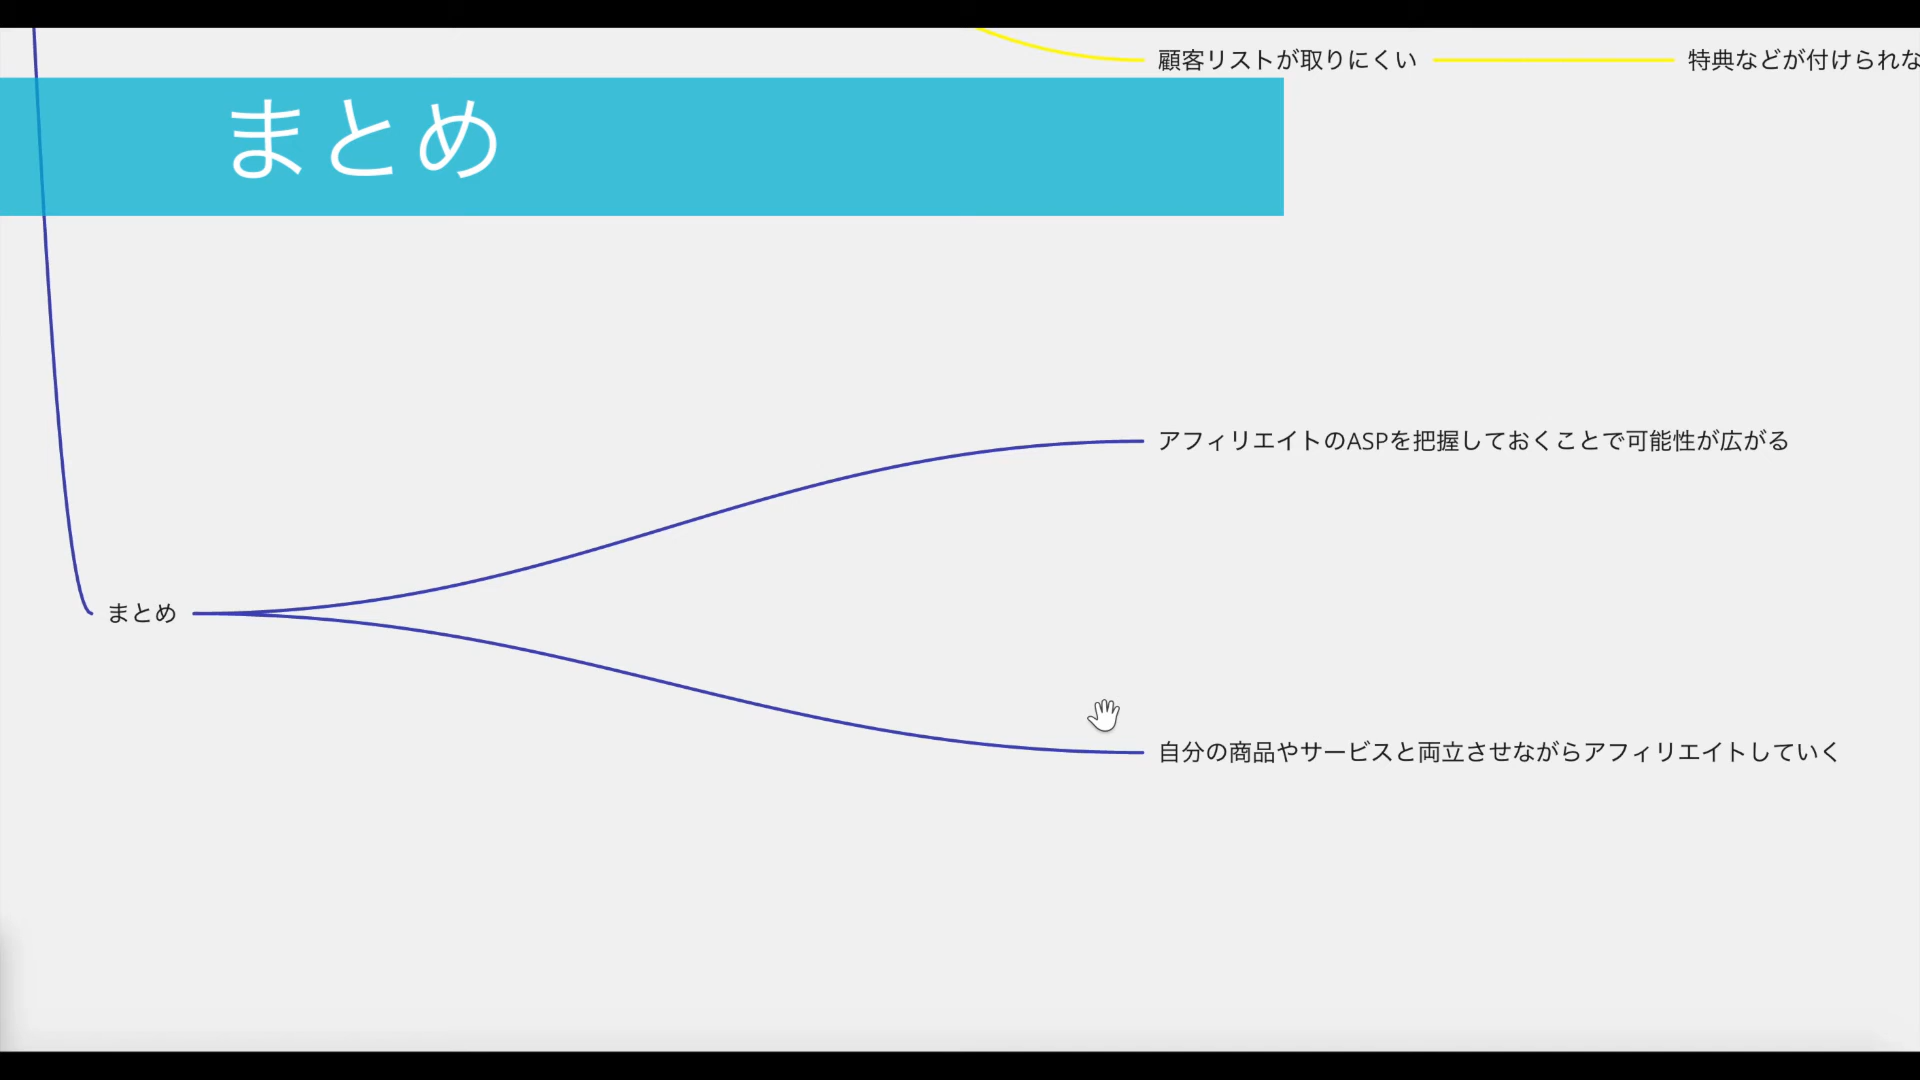 顧客リストが取りにくい
特典などが付けられな
まとめ
アフィリエイトのASPを把握しておくことで可能性が広がる
まとめ
自分の商品やサービスと両立させながらアフィリエイトしていく